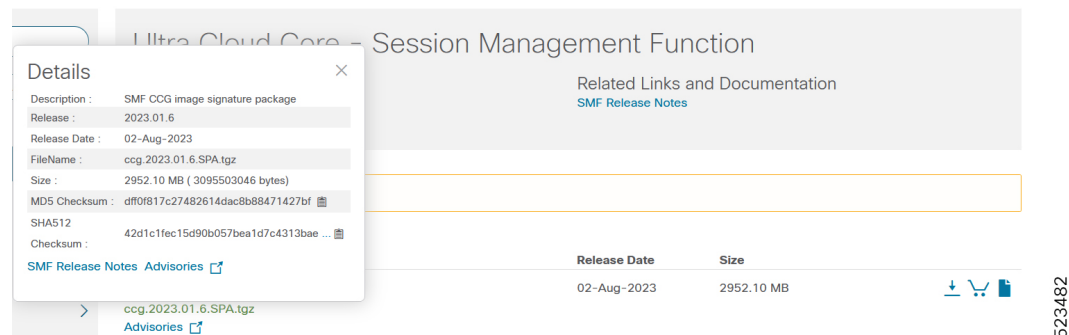 Ultra Cloud Core - Session Management Function
Details
Related Links and Documentation
SMF Release Notes
Description : SMF CCG image signature package
Release : 2023.01.6
Release Date : 02-Aug-2023
FileName : ccg.2023.01.6.SPA.tgz
Size : 2952.10 MB ( 3095503046 bytes)
MD5 Checksum : dff0f817c27482614dac8b88471427bf
SHA512
Checksum :
42d1c1fec15d90b057bea1d7c4313bae ...
SMF Release Notes Advisories
Release Date Size
02-Aug-2023 2952.10 MB
ccg.2023.01.6.SPA.tgz
Advisories
523482